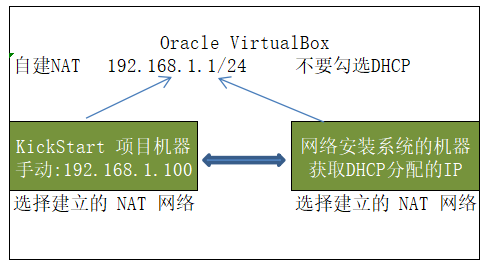 Oracle VirtualBox
自建NAT 192.168.1.1/24 不要勾选DHCP
KickStart 项目机器
手动:192.168.1.100
网络安装系统的机器
获取DHCP分配的IP
选择建立的 NAT 网络
选择建立的 NAT 网络